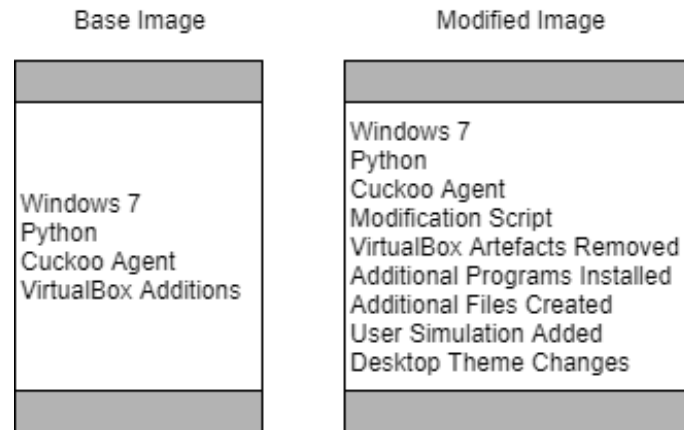 Base Image
Modified Image
Windows 7
Python
Cuckoo Agent
VirtualBox Additions
Windows 7
Python
Cuckoo Agent
Modification Script
VirtualBox Artefacts Removed
Additional Programs Installed
Additional Files Created
User Simulation Added
Desktop Theme Changes